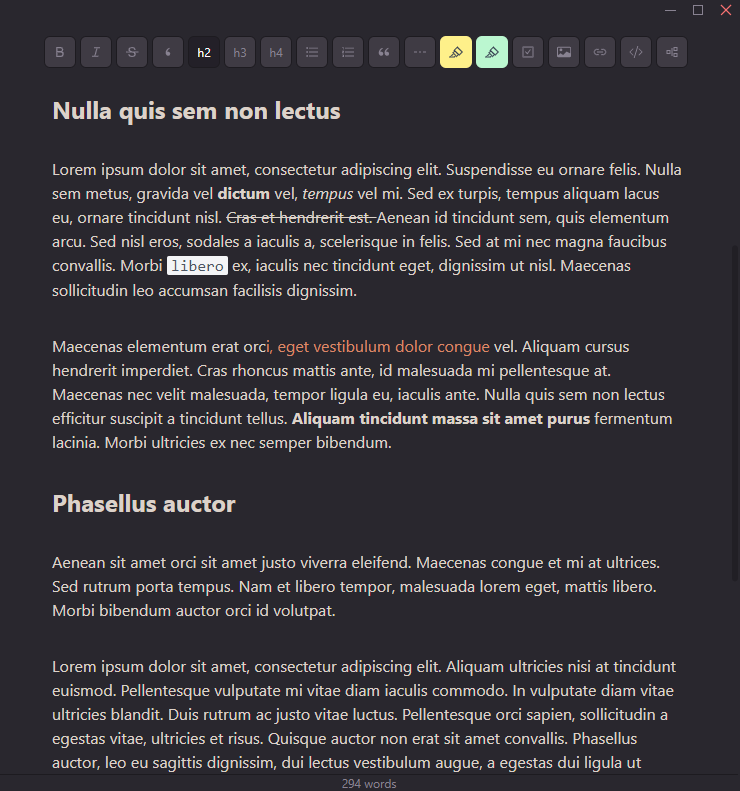 B I S h2 h3 h4
Nulla quis sem non lectus
Lorem ipsum dolor sit amet, consectetur adipiscing elit. Suspendisse eu ornare felis. Nulla
sem metus, gravida vel dictum vel, tempus vel mi. Sed ex turpis, tempus aliquam lacus
eu, ornare tincidunt nisl. Cras et hendrerit est. Aenean id tincidunt sem, quis elementum
arcu. Sed nisl eros, sodales a iaculis a, scelerisque in felis. Sed at mi nec magna faucibus
convallis. Morbi libero ex, iaculis nec tincidunt eget, dignissim ut nisl. Maecenas
sollicitudin leo accumsan facilisis dignissim.
Maecenas elementum erat orci, eget vestibulum dolor congue vel. Aliquam cursus
hendrerit imperdiet. Cras rhoncus mattis ante, id malesuada mi pellentesque at.
Maecenas nec velit malesuada, tempor ligula eu, iaculis ante. Nulla quis sem non lectus
efficitur suscipit a tincidunt tellus. Aliquam tincidunt massa sit amet purus fermentum
lacinia. Morbi ultricies ex nec semper bibendum.
Phasellus auctor
Aenean sit amet orci sit amet justo viverra eleifend. Maecenas congue et mi at ultrices.
Sed rutrum porta tempus. Nam et libero tempor, malesuada lorem eget, mattis libero.
Morbi bibendum auctor orci id volutpat.
Lorem ipsum dolor sit amet, consectetur adipiscing elit. Aliquam ultricies nisi at tincidunt
euismod. Pellentesque vulputate mi vitae diam iaculis commodo. In vulputate diam vitae
ultricies blandit. Duis rutrum ac justo vitae luctus. Pellentesque orci sapien, sollicitudin a
egestas vitae, ultricies et risus. Quisque auctor non erat sit amet convallis. Phasellus
auctor, leo eu sagittis dignissim, dui lectus vestibulum augue, a egestas dui ligula ut
294 words